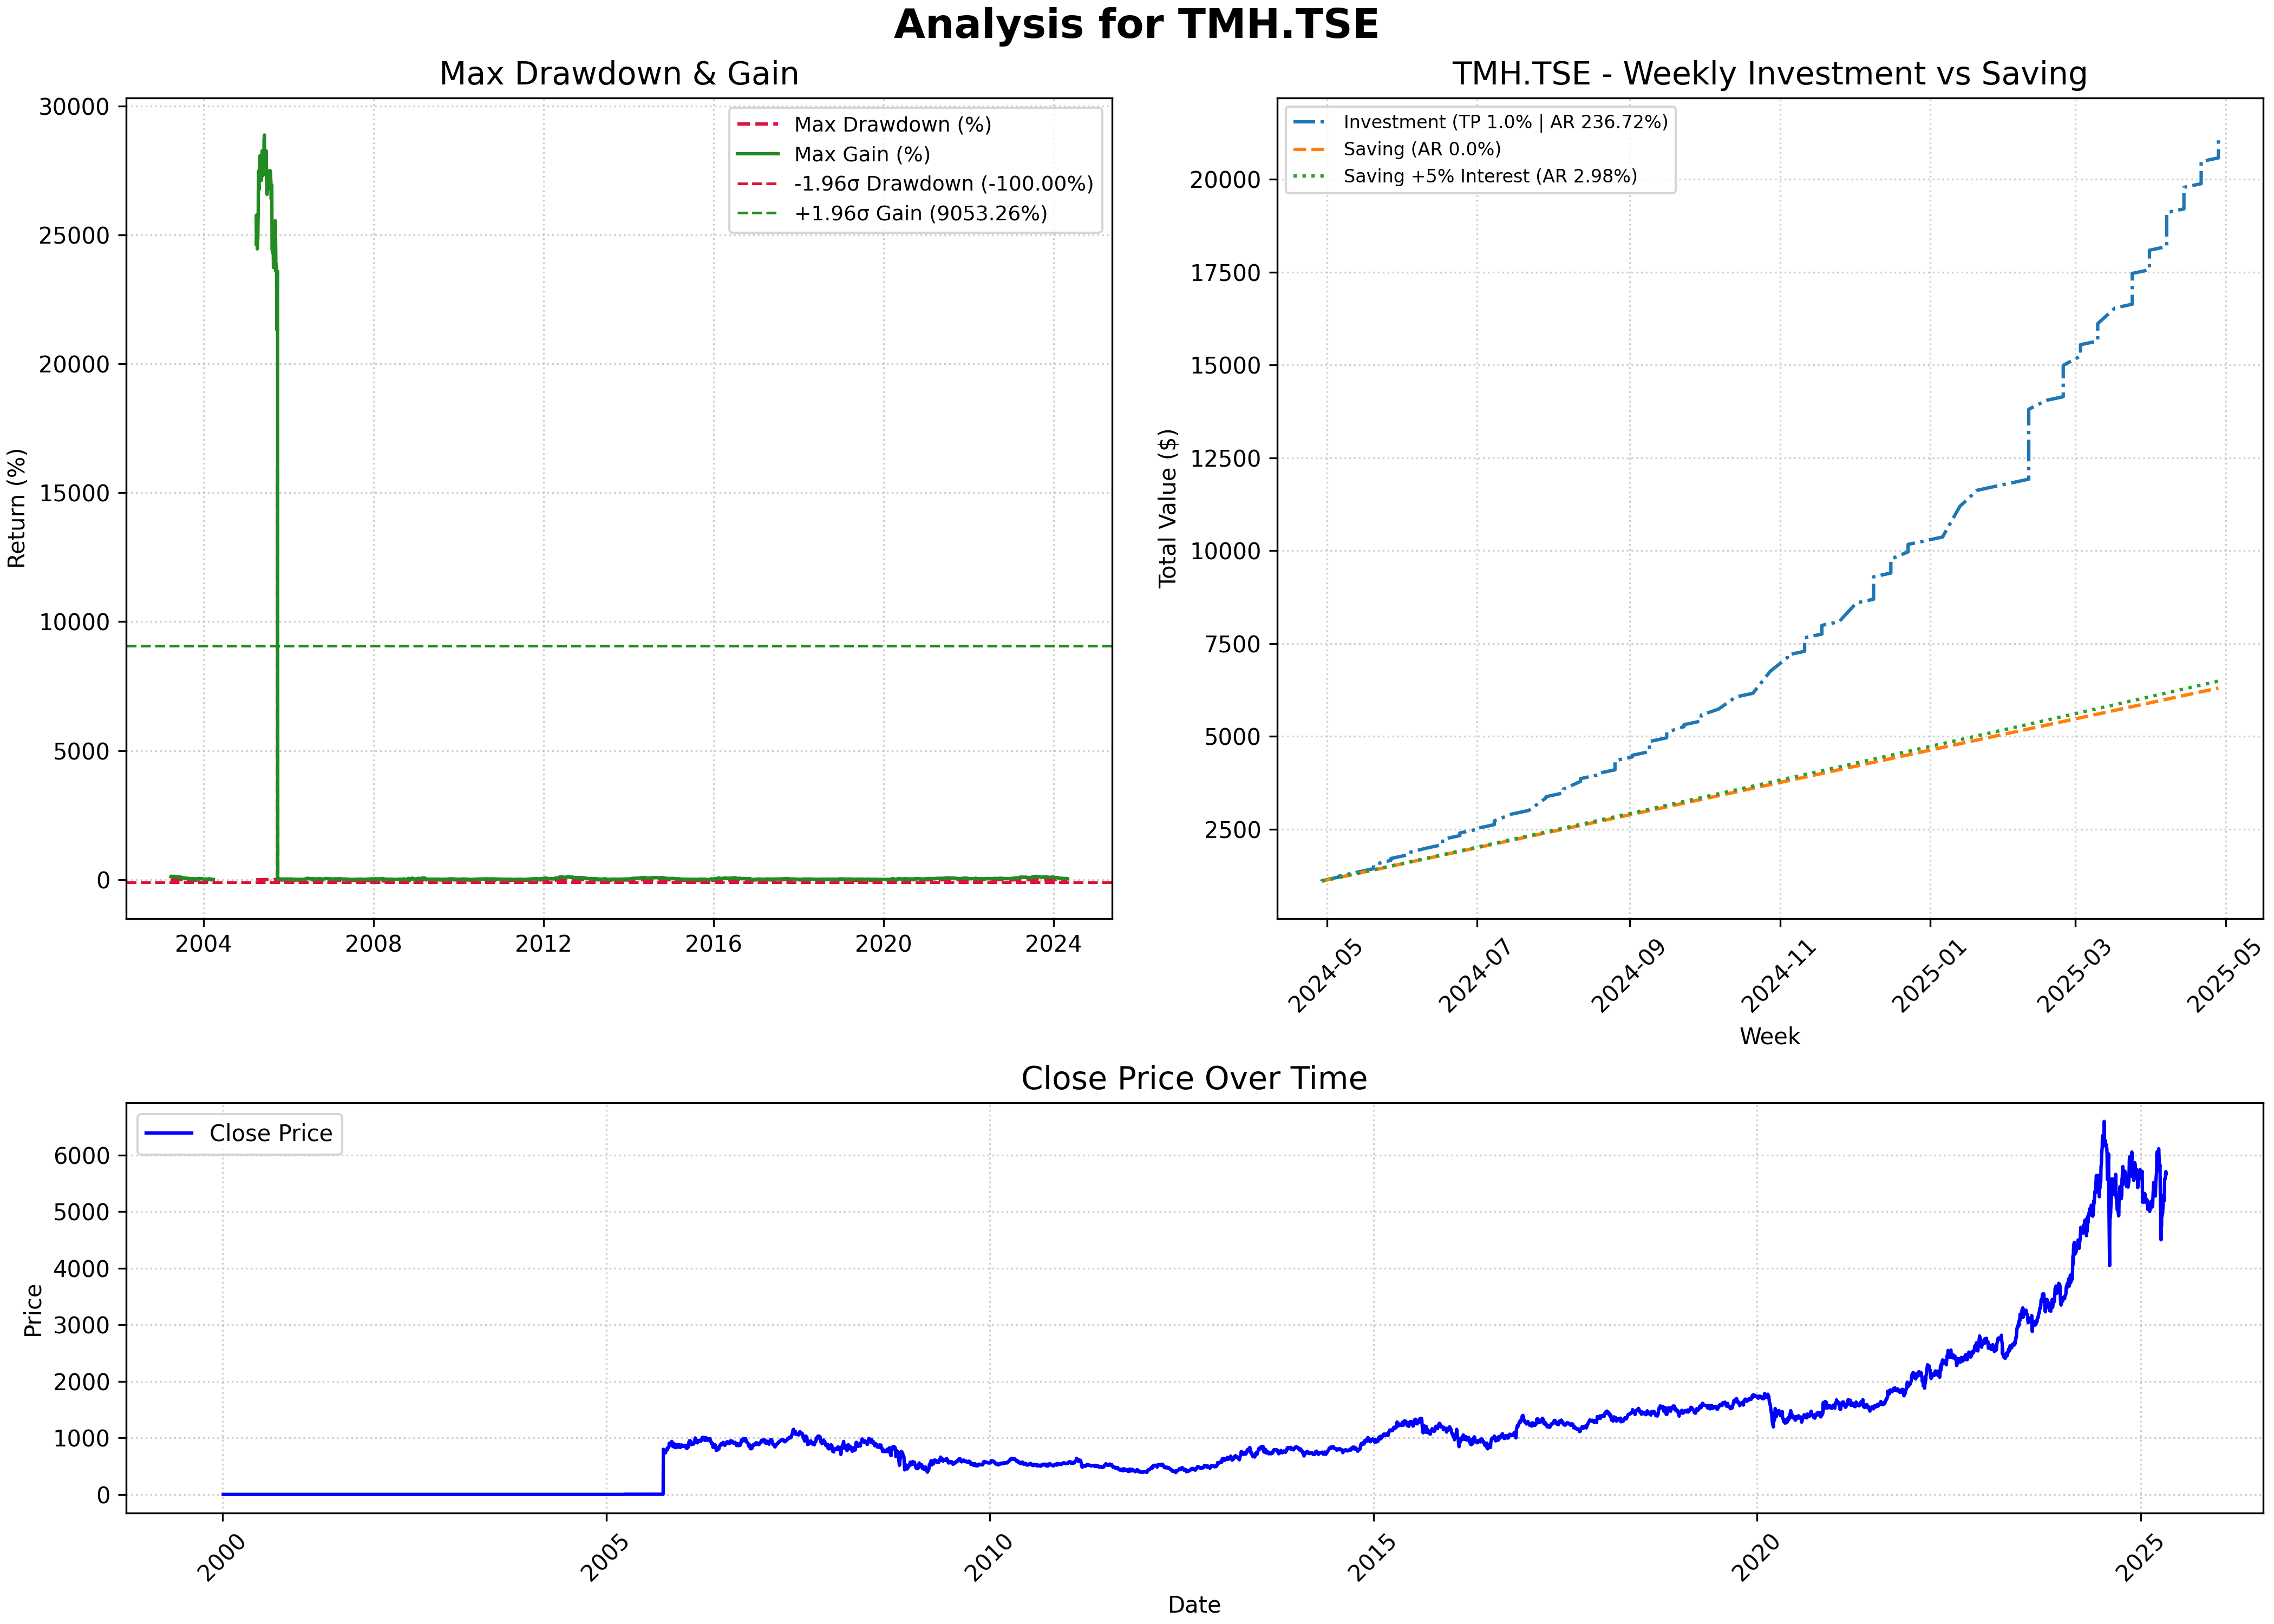 Analysis for TMH.TSE
Max Drawdown & Gain
Return (%)
30000
25000
20000
15000
10000
5000
0
2004
2008
2012
2016
2020
2024
Max Drawdown (%)
Max Gain (%)
-1.96σ Drawdown (-100.00%)
+1.96σ Gain (9053.26%)
TMH.TSE - Weekly Investment vs Saving
Total Value ($)
20000
17500
15000
12500
10000
7500
5000
2500
2024-05
2024-07
2024-09
2024-11
2025-01
2025-03
2025-05
Week
Investment (TP 1.0% | AR 236.72%)
Saving (AR 0.0%)
Saving +5% Interest (AR 2.98%)
Close Price Over Time
Price
6000
5000
4000
3000
2000
1000
0
2000
2005
2010
2015
2020
2025
Date
Close Price